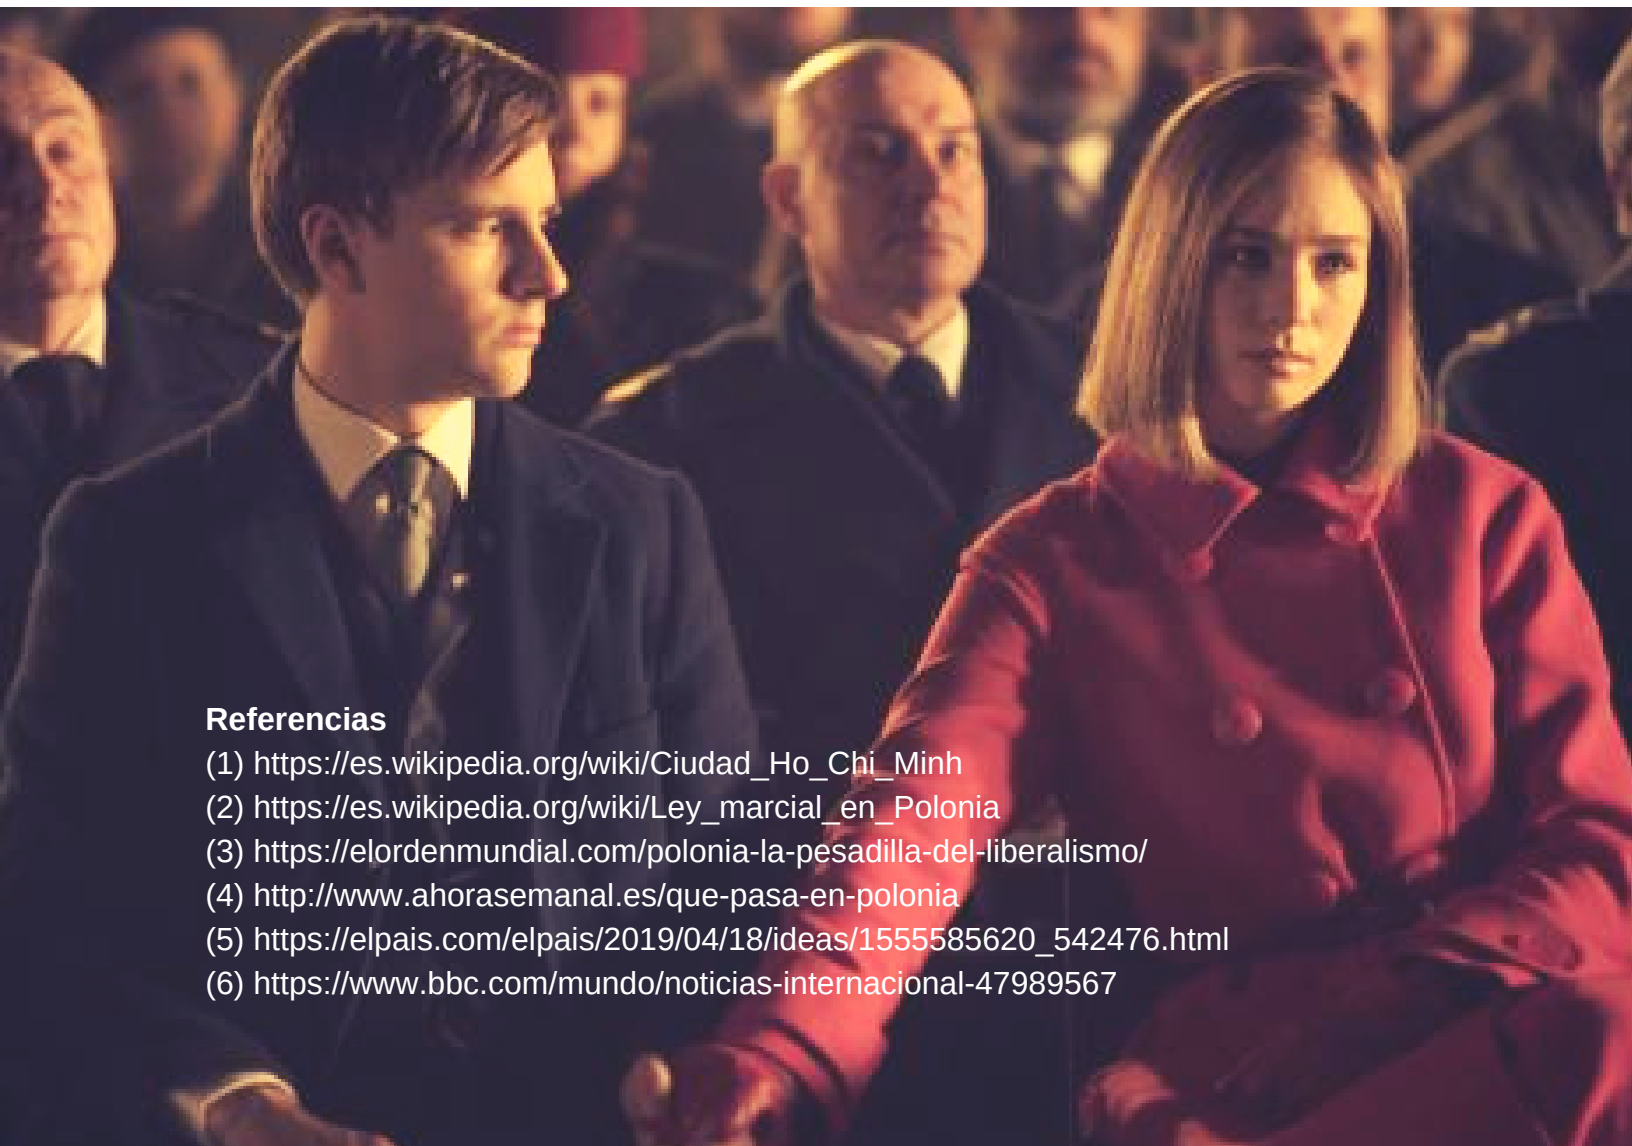 Referencias
(1) https://es.wikipedia.org/wiki/Ciudad_Ho_Chi_Minh
(2) https://es.wikipedia.org/wiki/Ley_marcial_en_Polonia
(3) https://elordenmundial.com/polonia-la-pesadilla-del-liberalismo/
(4) http://www.ahorasemanal.es/que-pasa-en-polonia
(5) https://elpais.com/elpais/2019/04/18/ideas/1555585620_542476.html
(6) https://www.bbc.com/mundo/noticias-internacional-47989567